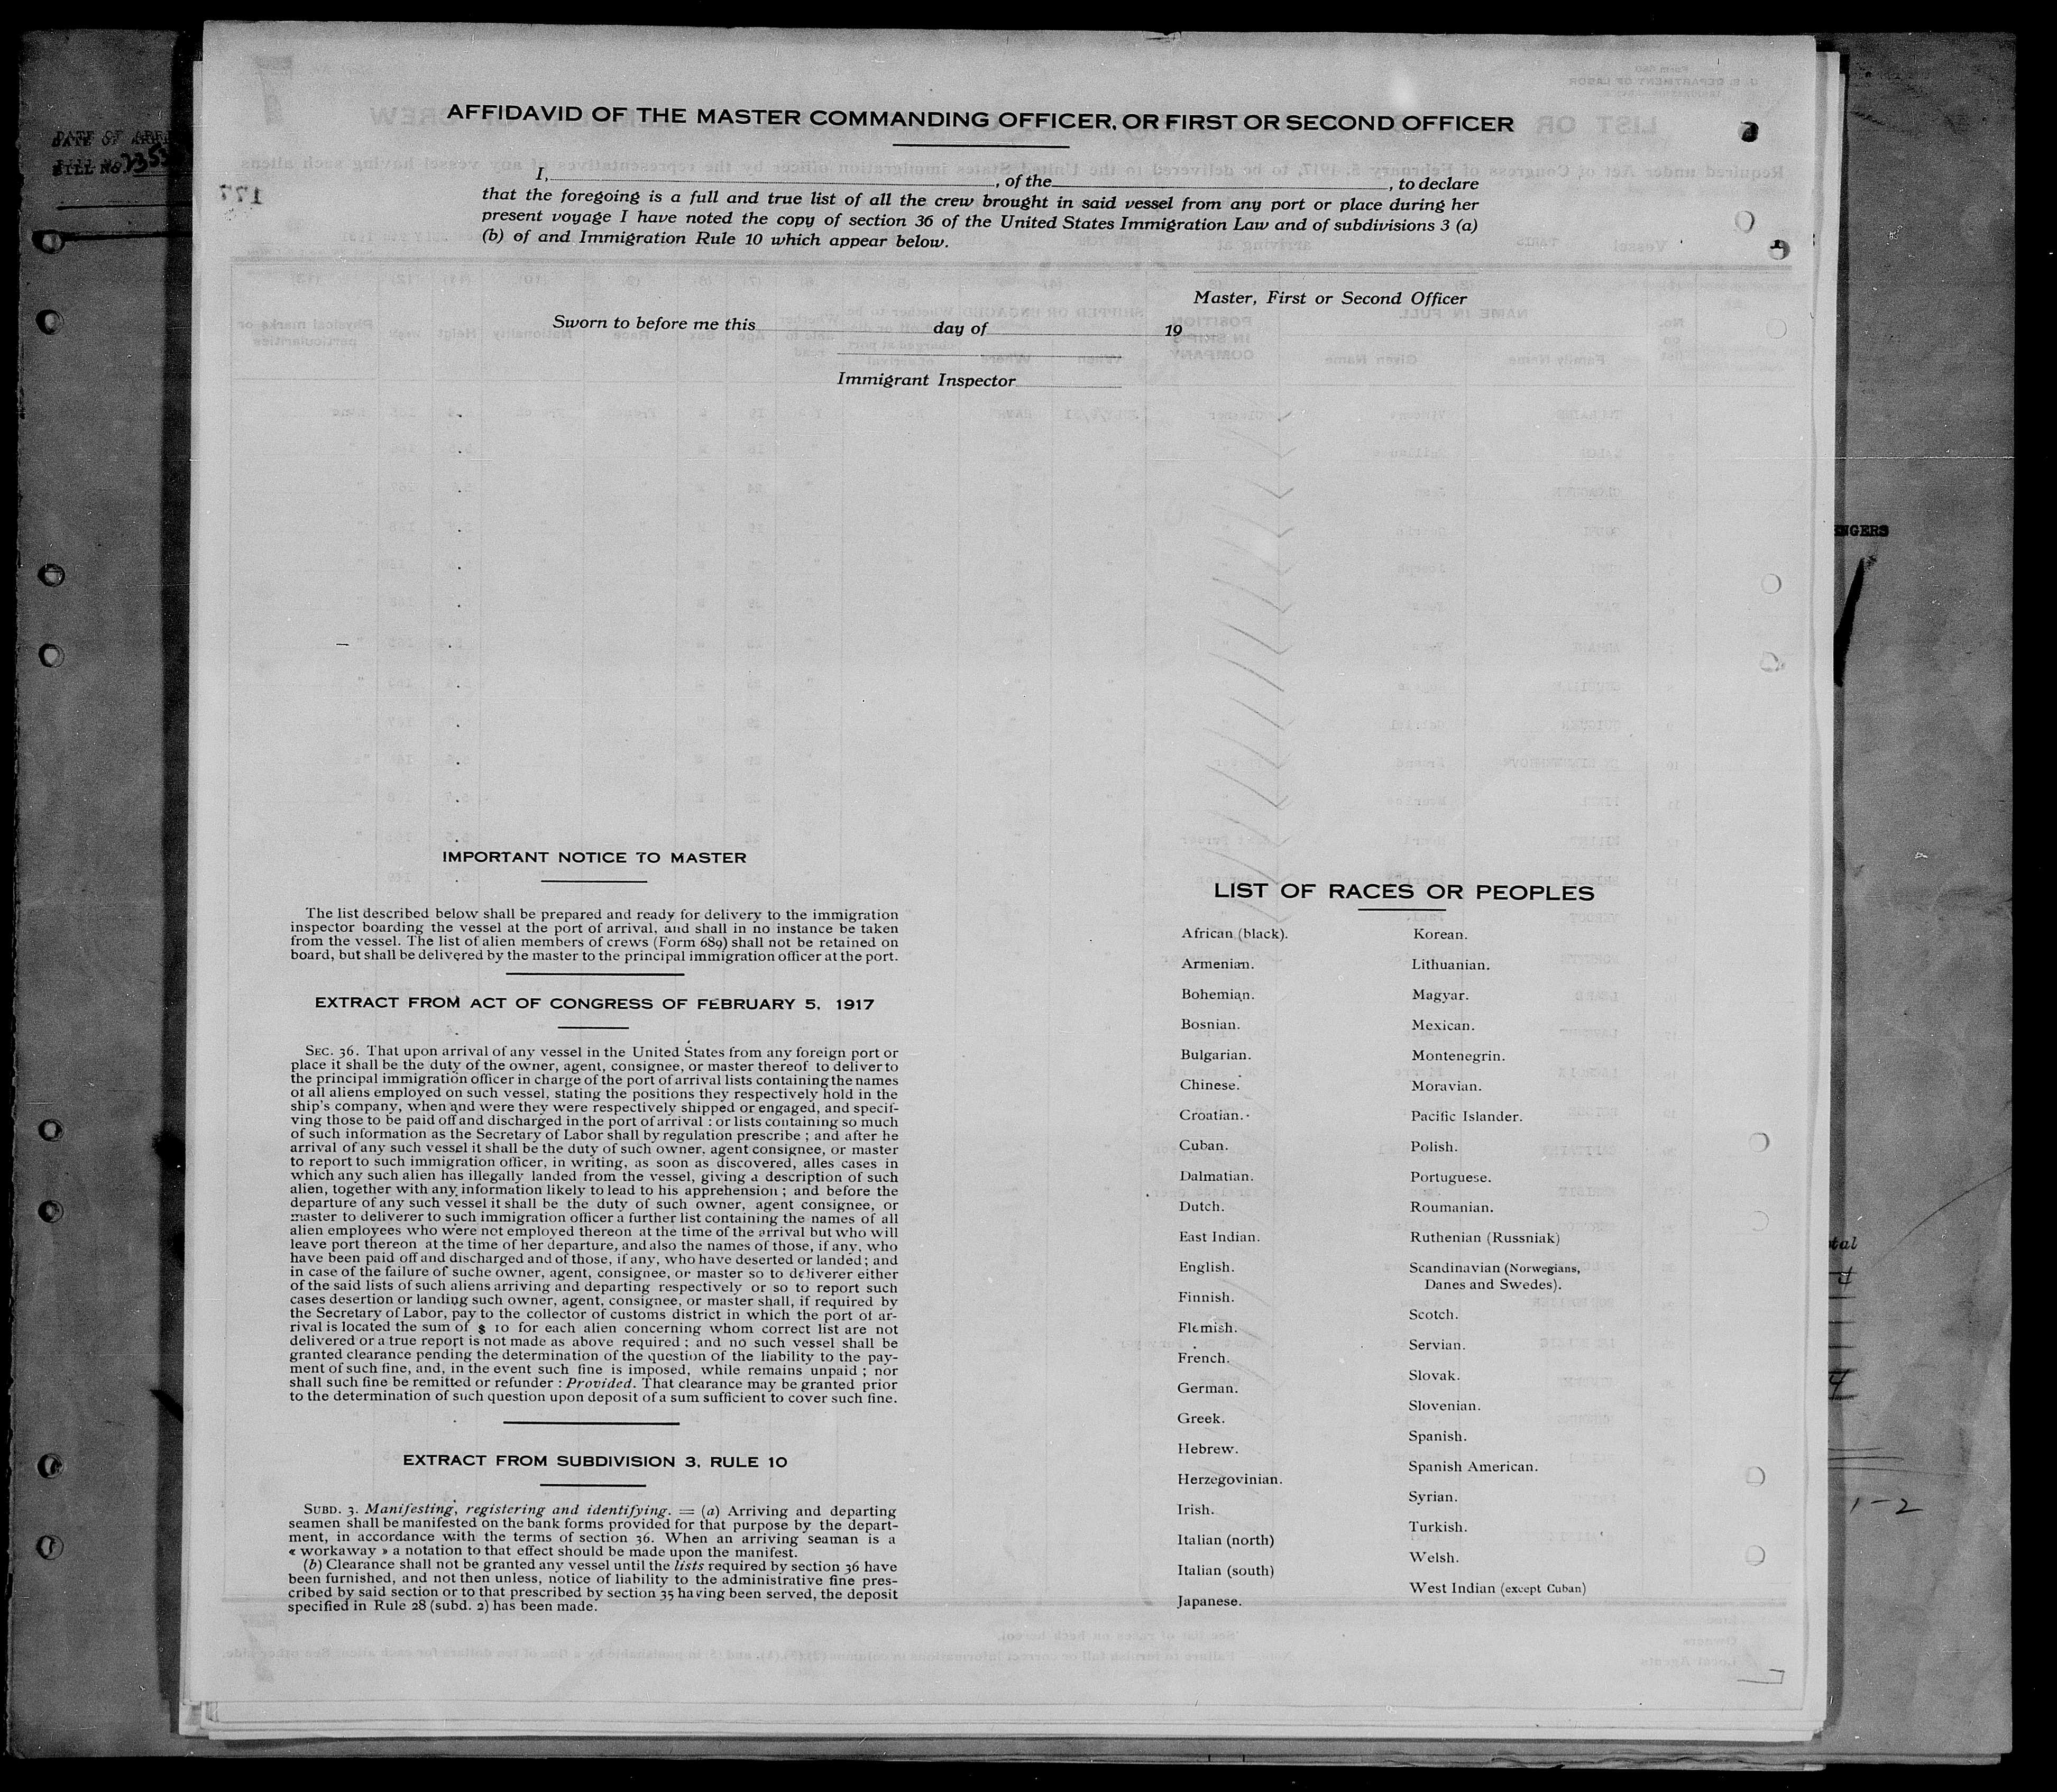 AFFIDAVID OF THE MASTER COMMANDING OFFICER, OR FIRST OR SECOND OFFICER
I, , of the , to declare
that the foregoing is a full and true list of all the crew brought in said vessel from any port or place during her
present voyage I have noted the copy of section 36 of the United States Immigration Law and of subdivisions 3 (a)
(b) of and Immigration Rule 10 which appear below.
Master, First or Second Officer
Sworn to before me this day of 19
Immigrant Inspector
IMPORTANT NOTICE TO MASTER
The list described below shall be prepared and ready for delivery to the immigration
inspector boarding the vessel at the port of arrival, and shall in no instance be taken
from the vessel. The list of alien members of crews (Form 689) shall not be retained on
board, but shall be delivered by the master to the principal immigration officer at the port.
EXTRACT FROM ACT OF CONGRESS OF FEBRUARY 5, 1917
SEC. 36. That upon arrival of any vessel in the United States from any foreign port or
place it shall be the duty of the owner, agent, consignee, or master thereof to deliver to
the principal immigration officer in charge of the port of arrival lists containing the names
of all aliens employed on such vessel, stating the positions they respectively hold in the
ship's company, when and were they were respectively shipped or engaged, and specif-
ving those to be paid off and discharged in the port of arrival : or lists containing so much
of such information as the Secretary of Labor shall by regulation prescribe ; and after he
arrival of any such vessel it shall be the duty of such owner, agent consignee, or master
to report to such immigration officer, in writing, as soon as discovered, alles cases in
which any such alien has illegally landed from the vessel, giving a description of such
alien, together with any information likely to lead to his apprehension ; and before the
departure of any such vessel it shall be the duty of such owner, agent consignee, or
master to deliverer to such immigration officer a further list containing the names of all
alien employees who were not employed thereon at the time of the arrival but who will
leave port thereon at the time of her departure, and also the names of those, if any, who
have been paid off and discharged and of those, if any, who have deserted or landed ; and
in case of the failure of suche owner, agent, consignee, or master so to deliverer either
of the said lists of such aliens arriving and departing respectively or so to report such
cases desertion or landing such owner, agent, consignee, or master shall, if required by
the Secretary of Labor, pay to the collector of customs district in which the port of ar-
rival is located the sum of $ 10 for each alien concerning whom correct list are not
delivered or a true report is not made as above required ; and no such vessel shall be
granted clearance pending the determination of the question of the liability to the pay-
ment of such fine, and, in the event such fine is imposed, while remains unpaid ; nor
shall such fine be remitted or refunder : Provided. That clearance may be granted prior
to the determination of such question upon deposit of a sum sufficient to cover such fine.
EXTRACT FROM SUBDIVISION 3, RULE 10
SUBD. 3. Manifesting, registering and identifying. = (a) Arriving and departing
seamen shall be manifested on the bank forms provided for that purpose by the depart-
ment, in accordance with the terms of section 36. When an arriving seaman is a
« workaway » a notation to that effect should be made upon the manifest.
(b) Clearance shall not be granted any vessel until the lists required by section 36 have
been furnished, and not then unless, notice of liability to the administrative fine pres-
cribed by said section or to that prescribed by section 35 having been served, the deposit
specified in Rule 28 (subd. 2) has been made.
LIST OF RACES OR PEOPLES
African (black).
Armenian.
Bohemian.
Bosnian.
Bulgarian.
Chinese.
Croatian.
Cuban.
Dalmatian.
Dutch.
East Indian.
English.
Finnish.
Flemish.
French.
German.
Greek.
Hebrew.
Herzegovinian.
Irish.
Italian (north)
Italian (south)
Japanese.
Korean.
Lithuanian.
Magyar.
Mexican.
Montenegrin.
Moravian.
Pacific Islander.
Polish.
Portuguese.
Roumanian.
Ruthenian (Russniak)
Scandinavian (Norwegians,
Danes and Swedes).
Scotch.
Servian.
Slovak.
Slovenian.
Spanish.
Spanish American.
Syrian.
Turkish.
Welsh.
West Indian (except Cuban)
1-2